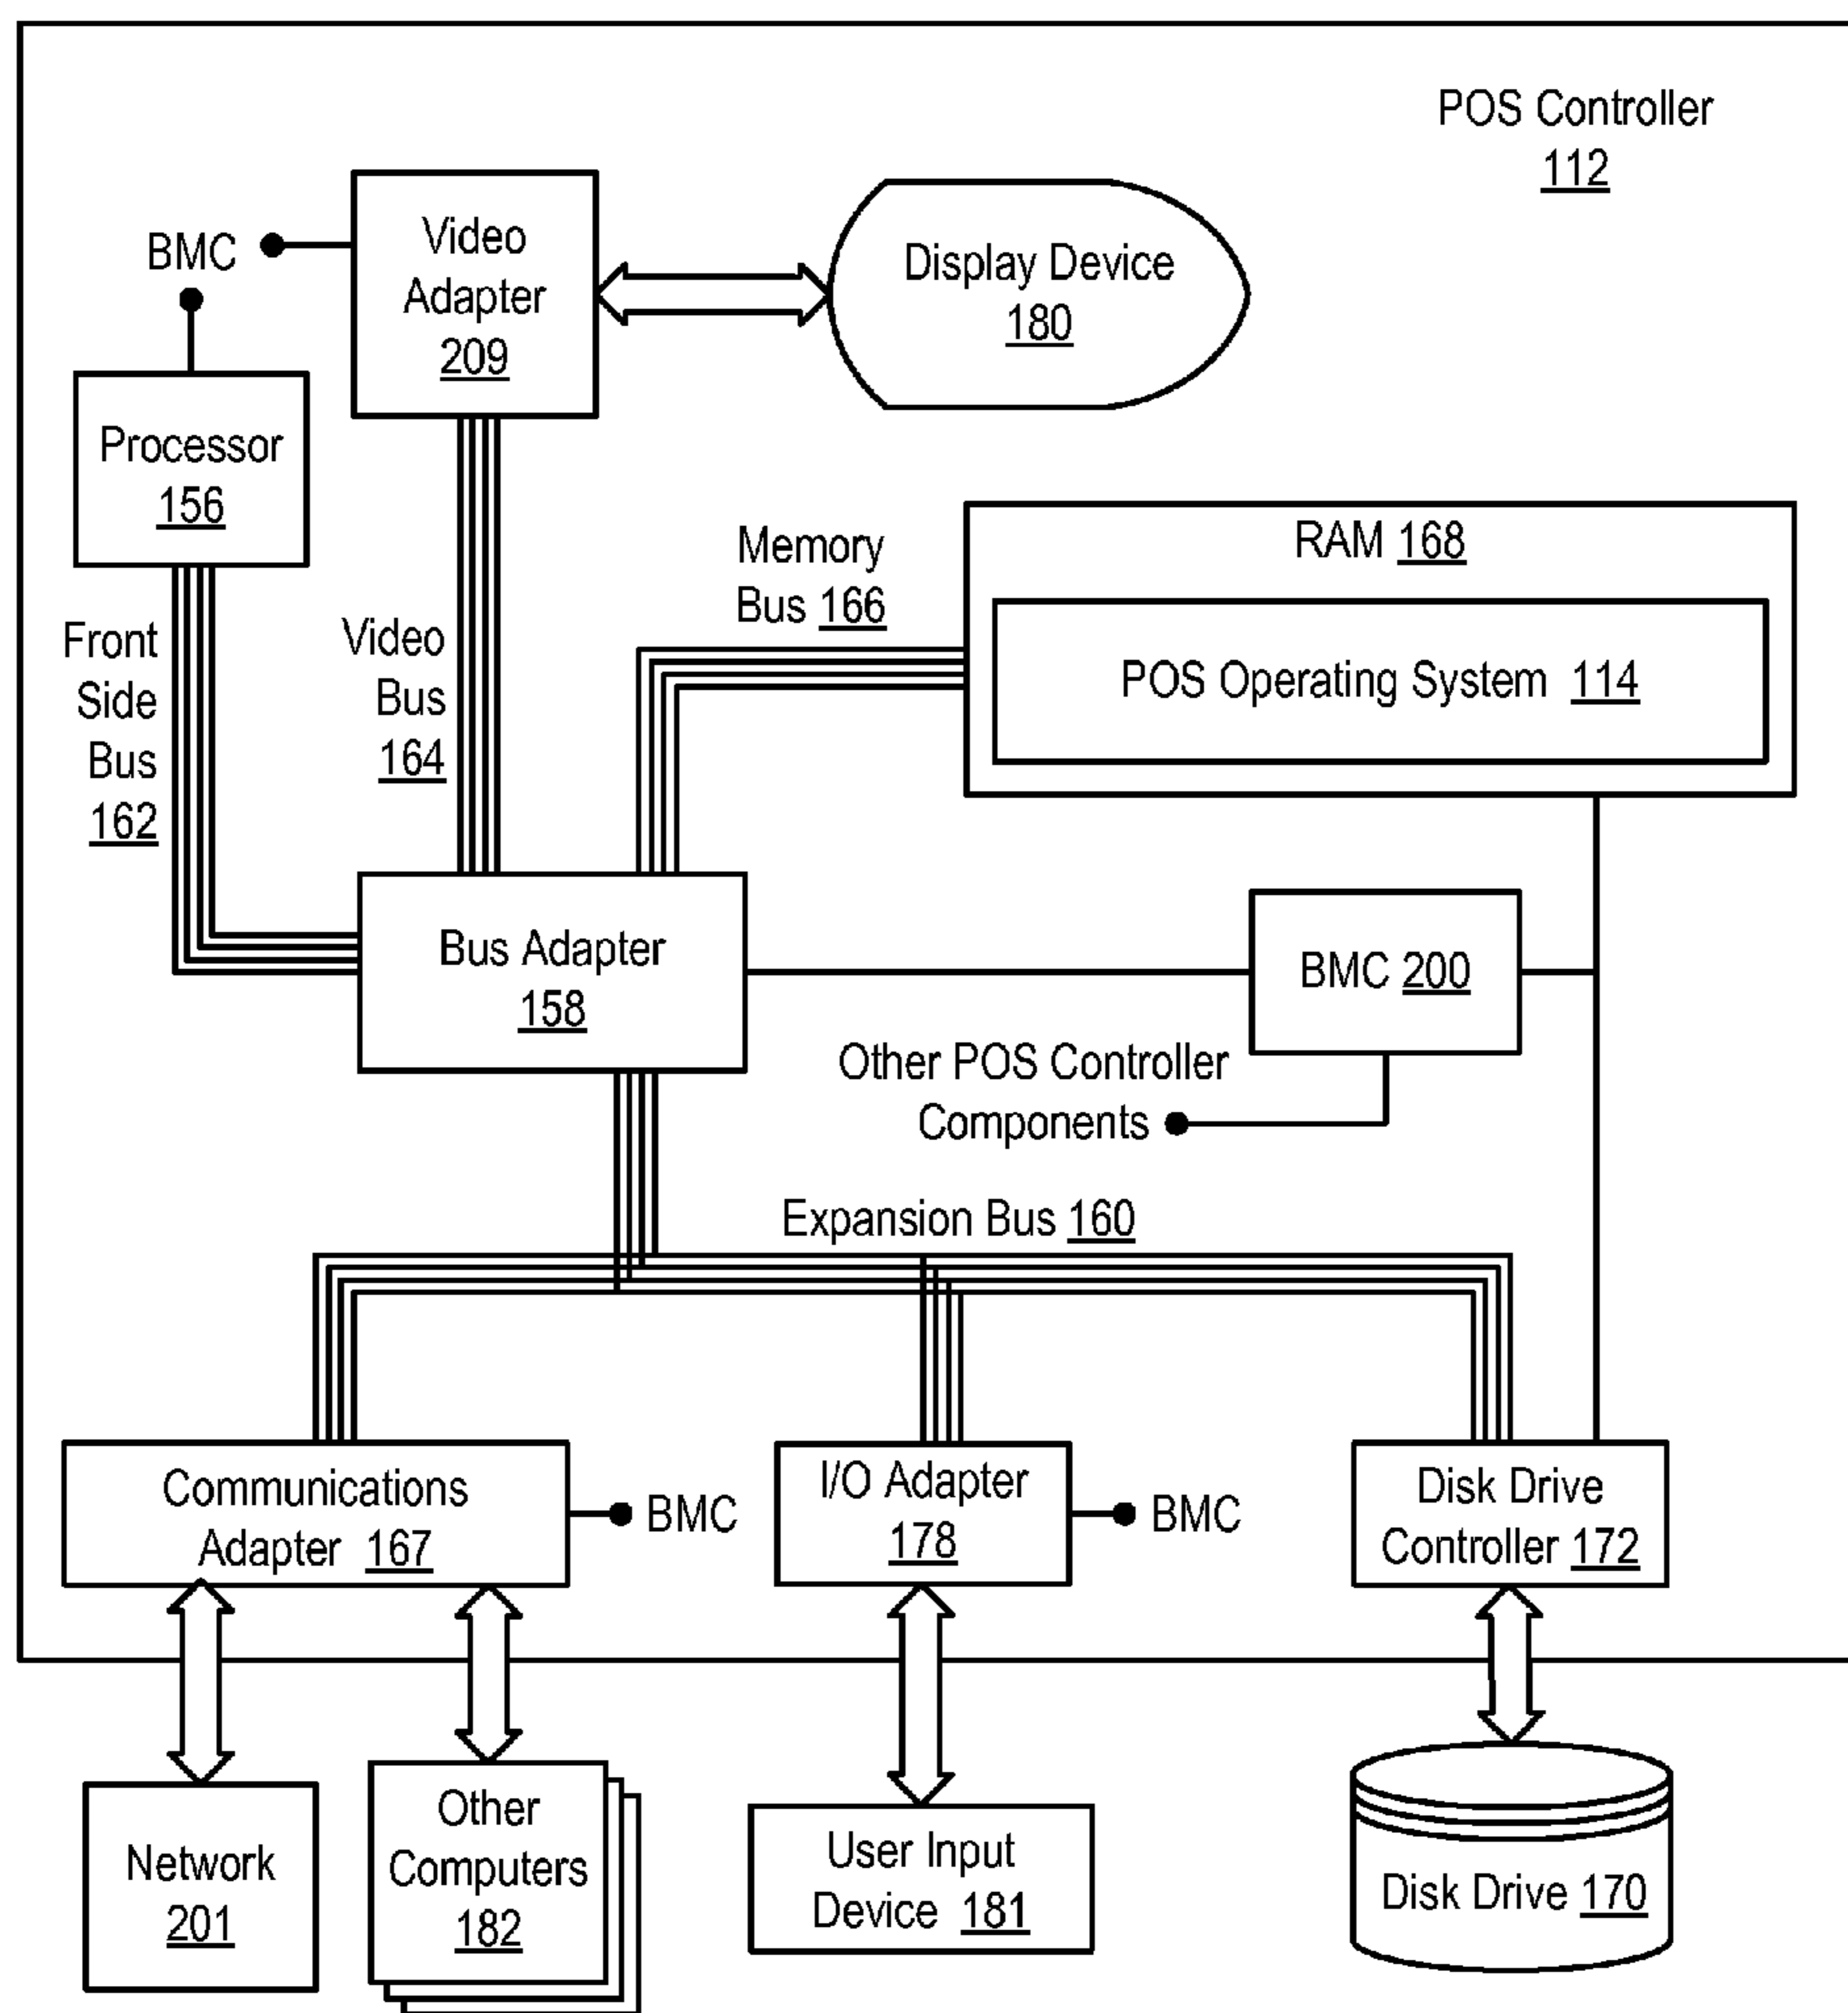 POS Controller
112
BMC
Video
Adapter
209
Display Device
180
Processor
156
Front
Side
Bus
162
Video
Bus
164
Memory
Bus 166
RAM 168
POS Operating System 114
Bus Adapter
158
BMC 200
Other POS Controller
Components
Expansion Bus 160
Communications
Adapter 167
BMC
I/O Adapter
178
BMC
Disk Drive
Controller 172
Network
201
Other
Computers
182
User Input
Device 181
Disk Drive 170